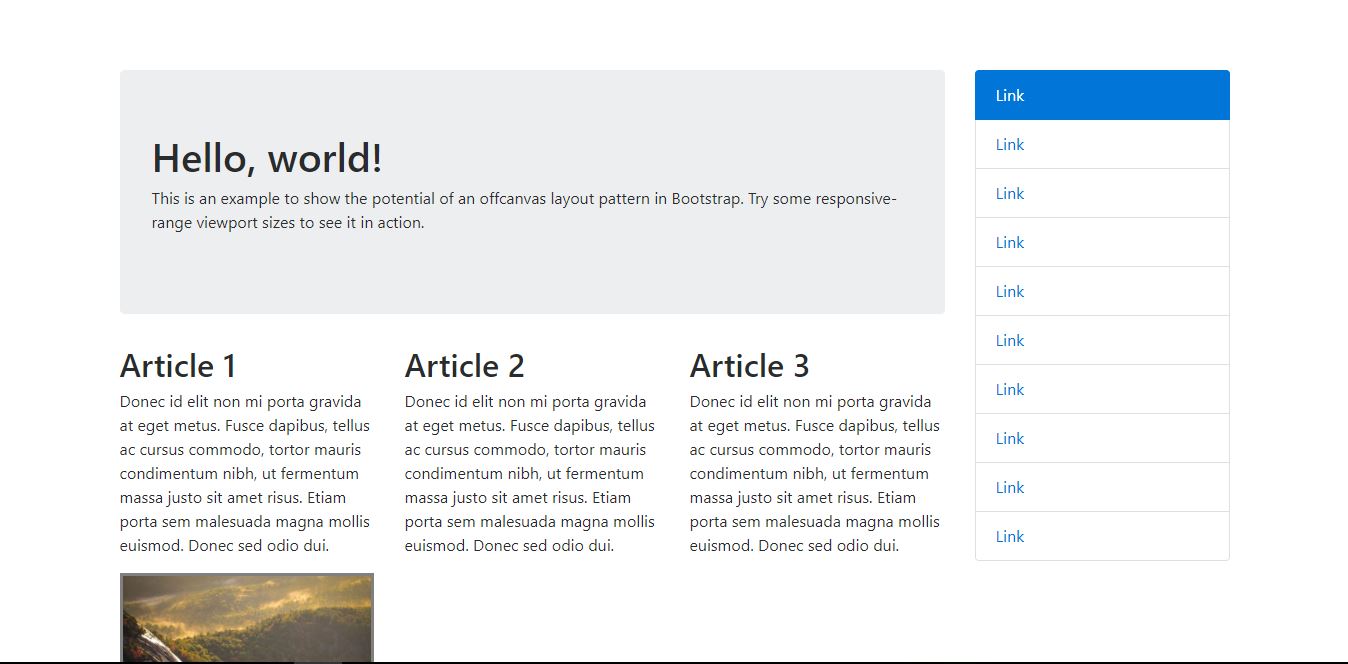 Hello, world!
This is an example to show the potential of an offcanvas layout pattern in Bootstrap. Try some responsive-
range viewport sizes to see it in action.
Article 1
Donec id elit non mi porta gravida
at eget metus. Fusce dapibus, tellus
ac cursus commodo, tortor mauris
condimentum nibh, ut fermentum
massa justo sit amet risus. Etiam
porta sem malesuada magna mollis
euismod. Donec sed odio dui.
Article 2
Donec id elit non mi porta gravida
at eget metus. Fusce dapibus, tellus
ac cursus commodo, tortor mauris
condimentum nibh, ut fermentum
massa justo sit amet risus. Etiam
porta sem malesuada magna mollis
euismod. Donec sed odio dui.
Article 3
Donec id elit non mi porta gravida
at eget metus. Fusce dapibus, tellus
ac cursus commodo, tortor mauris
condimentum nibh, ut fermentum
massa justo sit amet risus. Etiam
porta sem malesuada magna mollis
euismod. Donec sed odio dui.
Link
Link
Link
Link
Link
Link
Link
Link
Link
Link